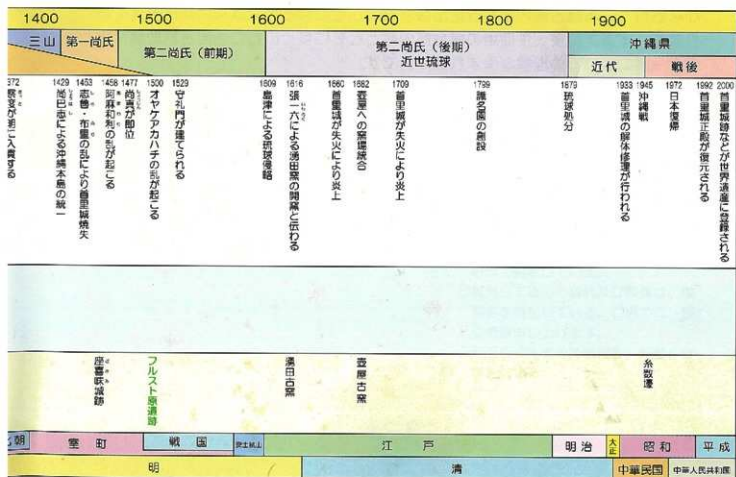 1400
1500
1600
1700
1800
1900
三山
第一尚氏
第二尚氏（前期）
第二尚氏（後期）
近世琉球
沖縄県
近代
戦後
1372
察度が明に入貢する
1429
尚巴志による沖縄本島の統一
1453
志魯・布里の乱により首里城焼失
1458
阿麻和利の乱が起こる
1477
尚真が即位
1500
オヤケアカハチの乱が起こる
1529
守礼門が建てられる
1609
島津による琉球侵略
1616
張一六による湧田窯の開窯と伝わる
1660
首里城が失火により炎上
1682
壺屋への窯場統合
1709
首里城が失火により炎上
1799
識名園の創設
1879
琉球処分
1933
首里城の解体修理が行われる
1945
沖縄戦
1972
日本復帰
1992
首里城正殿が復元される
2000
首里城跡などが世界遺産に登録される
座喜味城跡
フルスト原遺跡
湧田古窯
壺屋古窯
糸数壕
北朝
室町
戦国
安土桃山
江戸
明治
大正
昭和
平成
明
清
中華民国
中華人民共和国